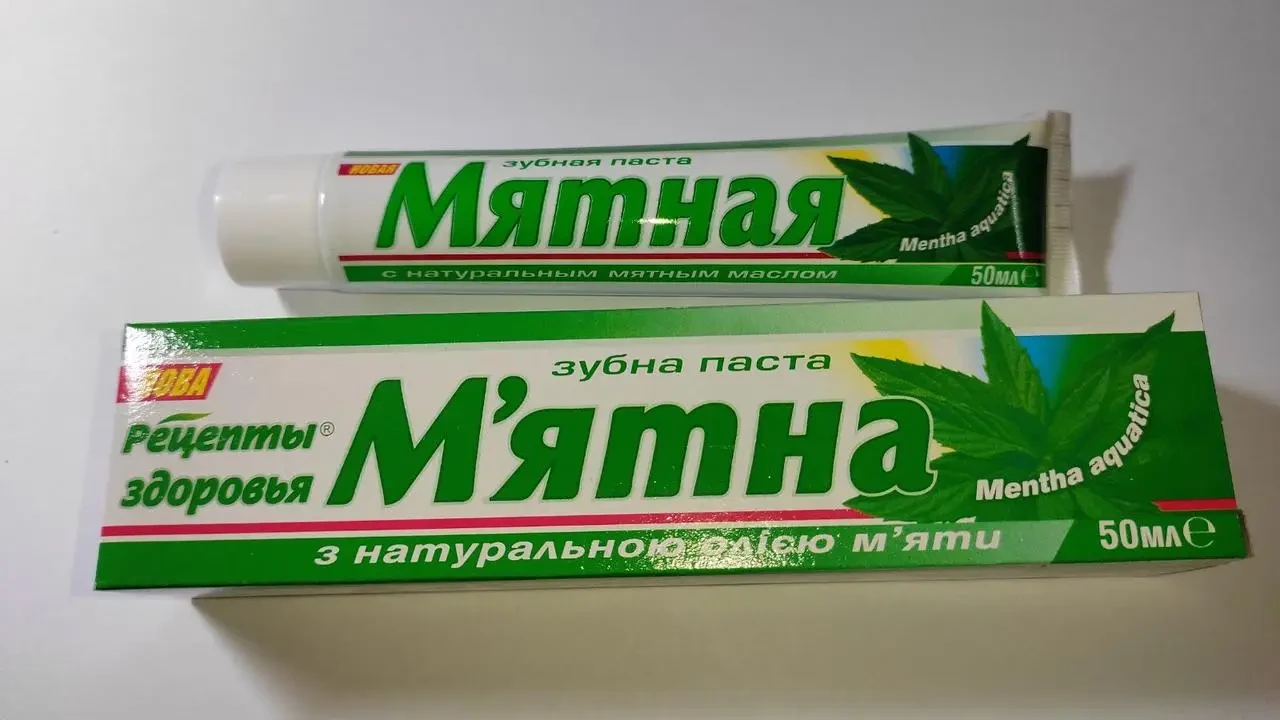 НОВАЯ
зубная паста
Мятная
Mentha aquatica
с натуральным мятным маслом
50мл℮
НОВА
Рецепты®
здоровья
зубна паста
М'ятна
Mentha aquatica
з натуральною олією м'яти
50мл℮